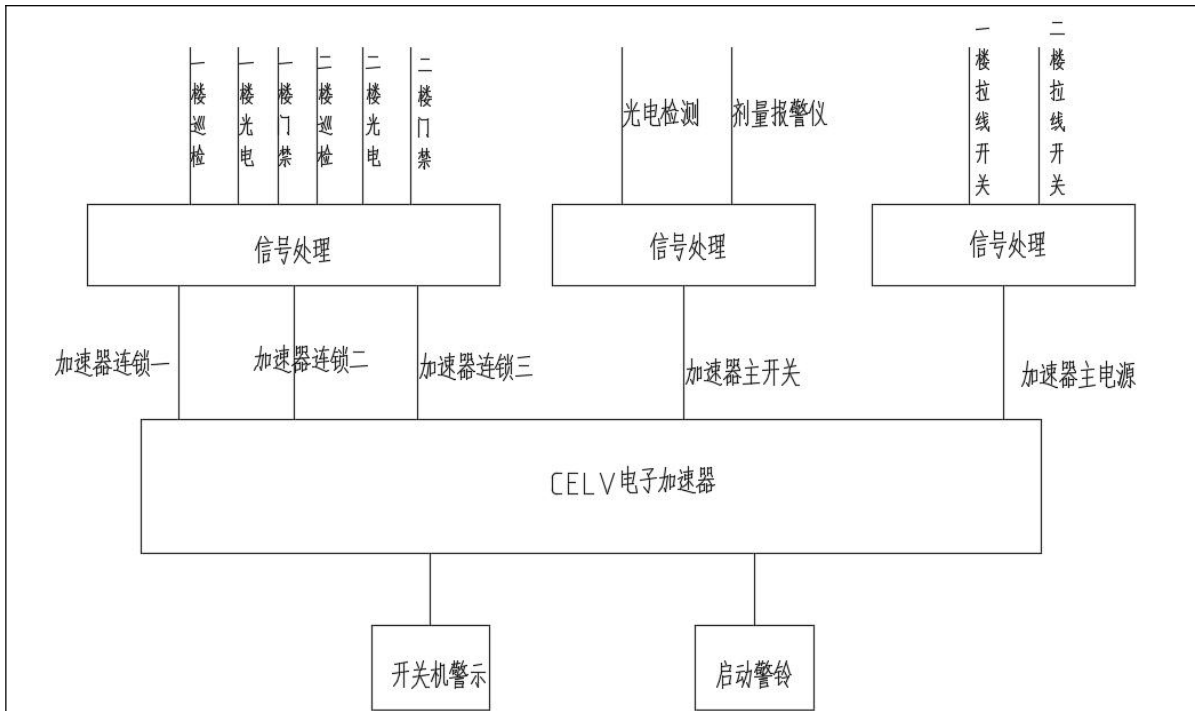 一楼巡检
一楼光电
一楼门禁
二楼巡检
二楼光电
二楼门禁
光电检测
剂量报警仪
一楼拉线开关
二楼拉线开关
信号处理
信号处理
信号处理
加速器连锁一
加速器连锁二
加速器连锁三
加速器主开关
加速器主电源
CELV电子加速器
开关机警示
启动警铃